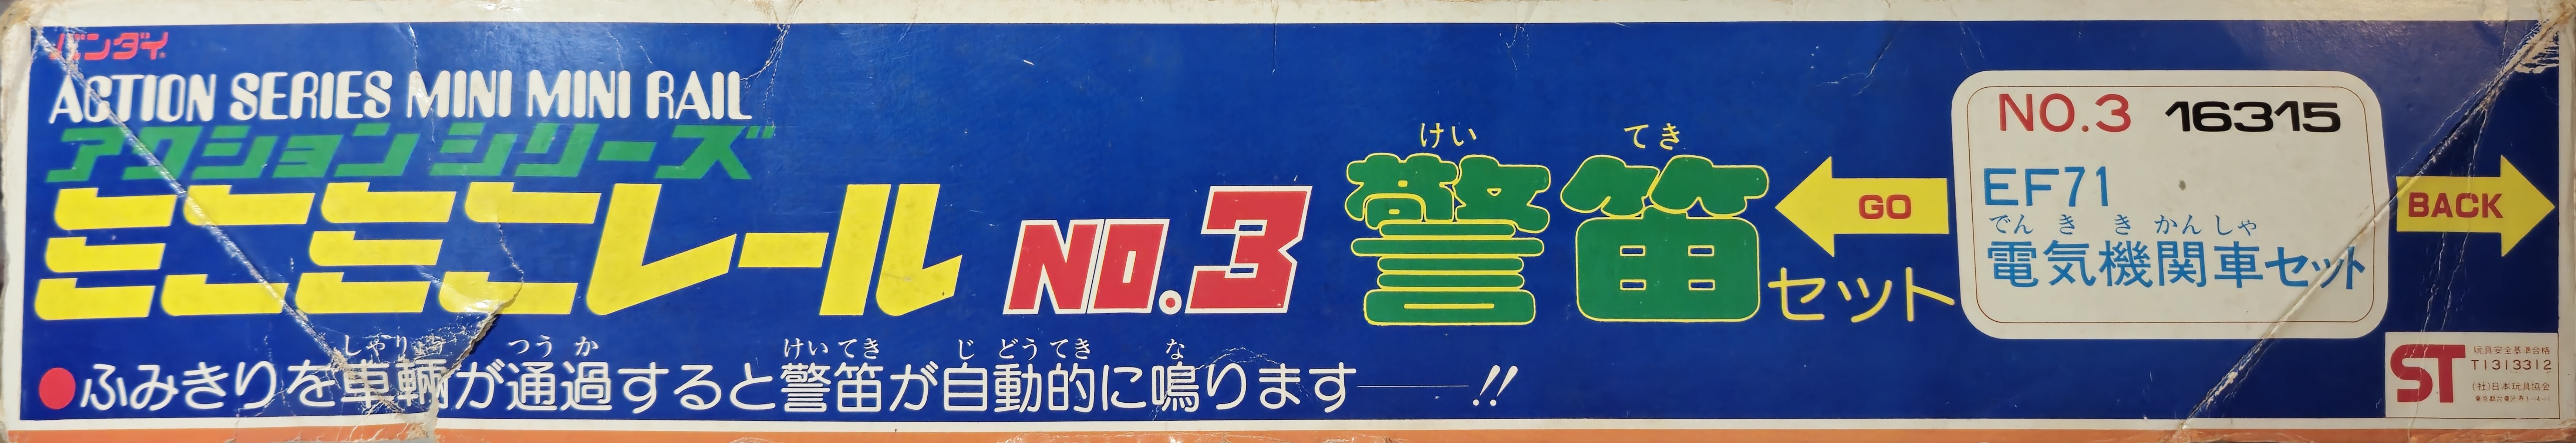 バンダイ
ACTION SERIES MINI MINI RAIL
アクションシリーズ
ミニミニレール NO.3 警笛セット
けい てき
GO
NO.3 16315
EF71
でん き き かん しゃ
電気機関車セット
BACK
しゃりょう つう か けい てき じ どう てき な
●ふみきりを車輌が通過すると警笛が自動的に鳴ります――!!
ST
玩具安全基準合格
T1313312
(社)日本玩具協会